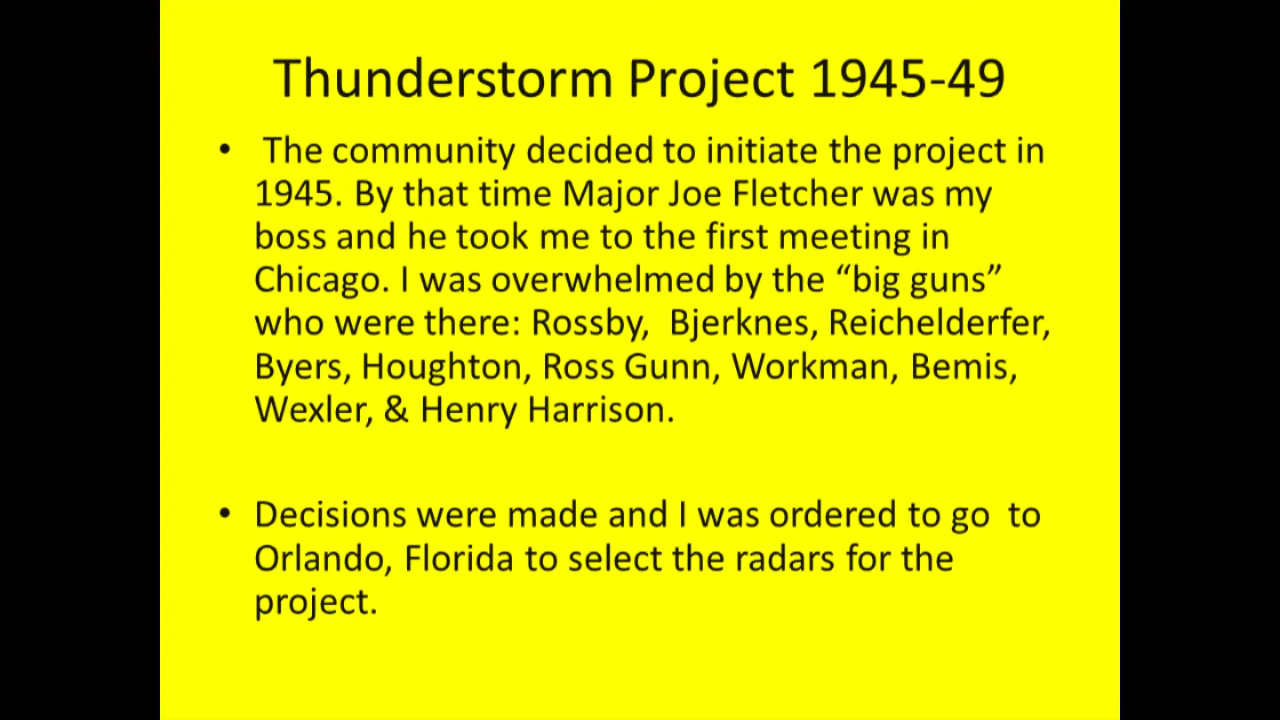 Thunderstorm Project 1945-49
• The community decided to initiate the project in
1945. By that time Major Joe Fletcher was my
boss and he took me to the first meeting in
Chicago. I was overwhelmed by the “big guns”
who were there: Rossby, Bjerknes, Reichelderfer,
Byers, Houghton, Ross Gunn, Workman, Bemis,
Wexler, & Henry Harrison.
• Decisions were made and I was ordered to go to
Orlando, Florida to select the radars for the
project.